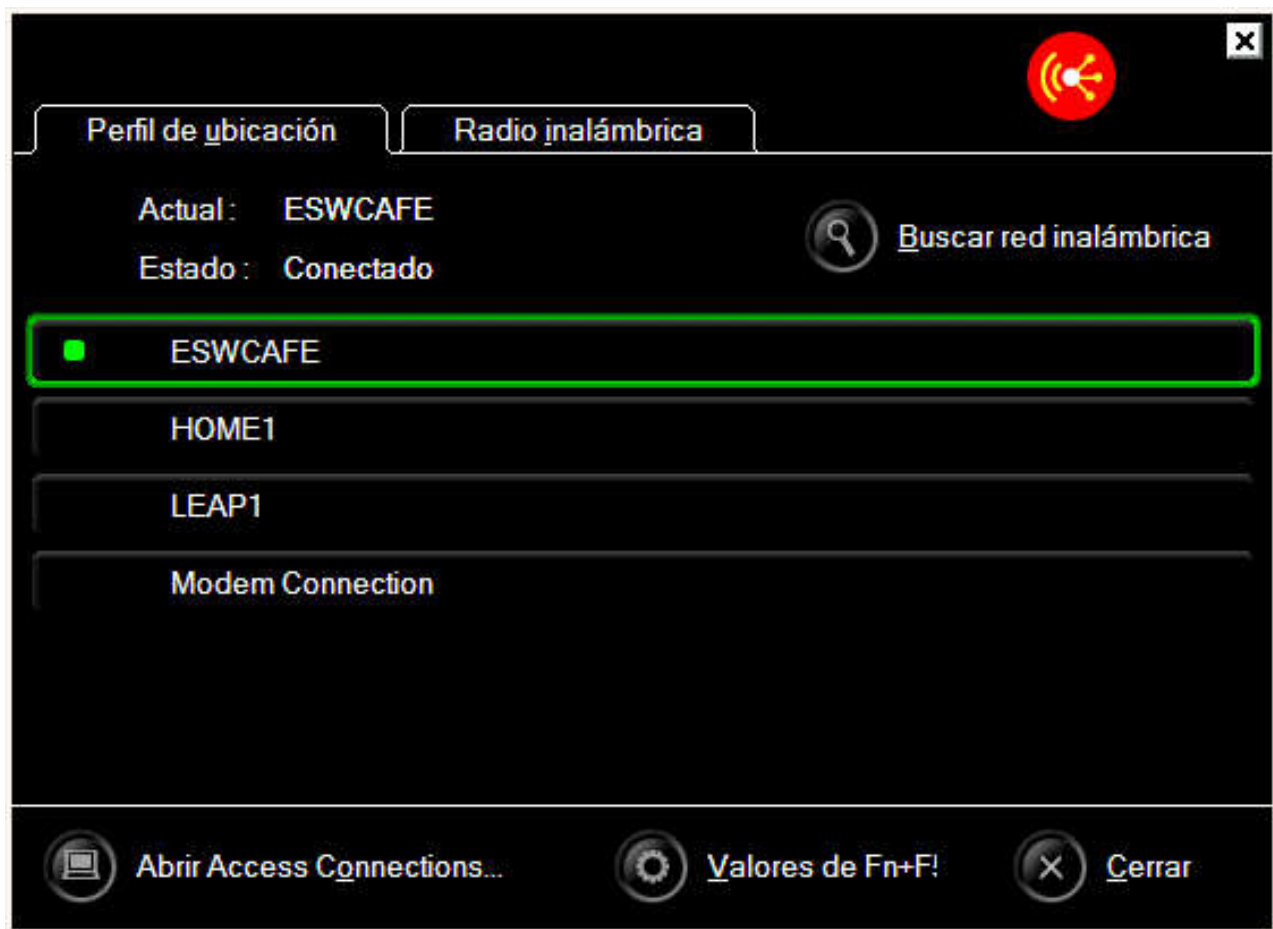 Perfil de ubicación
Radio inalámbrica
Actual : ESWCAFE
Buscar red inalámbrica
Estado : Conectado
ESWCAFE
HOME1
LEAP1
Modem Connection
Abrir Access Connections...
Valores de Fn+F!
Cerrar